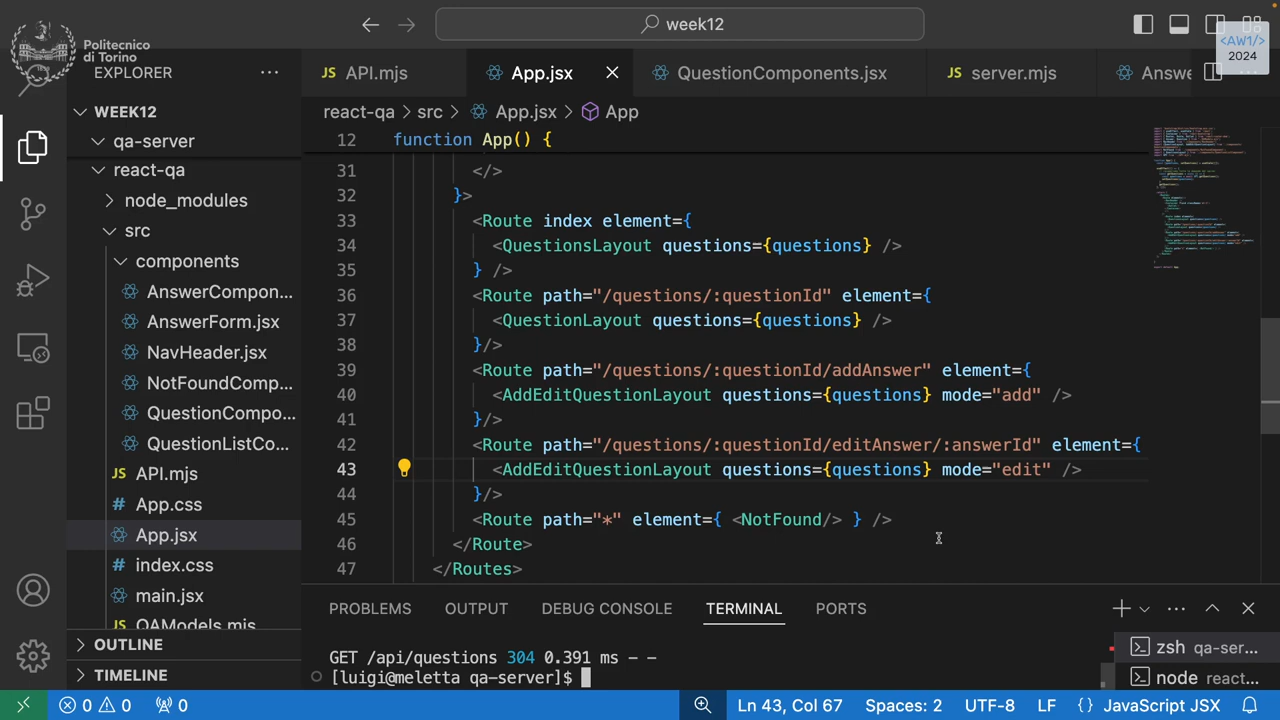 week12
Politecnico
di Torino
<AW1/>
2024
EXPLORER
JS API.mjs
App.jsx
QuestionComponents.jsx
JS server.mjs
Answe
WEEK12
qa-server
react-qa
node_modules
src
components
AnswerCompon...
AnswerForm.jsx
NavHeader.jsx
NotFoundComp...
QuestionCompo...
QuestionListCo...
JS API.mjs
# App.css
App.jsx
# index.css
main.jsx
QAModels.mjs
OUTLINE
TIMELINE
react-qa > src > App.jsx > App
12 function App() {
31 />
32 }>
33 <Route index element={
34 <QuestionsLayout questions={questions} />
35 } />
36 <Route path="/questions/:questionId" element={
37 <QuestionLayout questions={questions} />
38 }/>
39 <Route path="/questions/:questionId/addAnswer" element={
40 <AddEditQuestionLayout questions={questions} mode="add" />
41 }/>
42 <Route path="/questions/:questionId/editAnswer/:answerId" element={
43 <AddEditQuestionLayout questions={questions} mode="edit" />
44 }/>
45 <Route path="*" element={ <NotFound/> } />
46 </Route>
47 </Routes>
PROBLEMS OUTPUT DEBUG CONSOLE TERMINAL PORTS
GET /api/questions 304 0.391 ms - -
[luigi@meletta qa-server]$
zsh qa-ser...
node react...
0 0 0 Ln 43, Col 67 Spaces: 2 UTF-8 LF {} JavaScript JSX